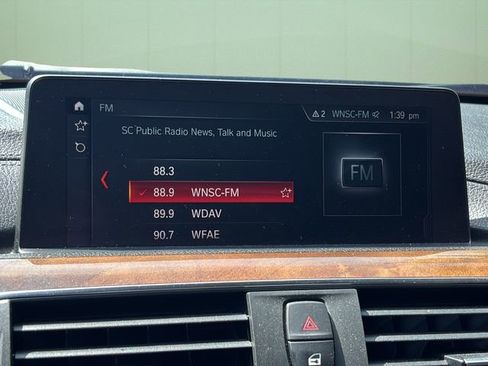 FM
2 WNSC-FM 1:39 pm
SC Public Radio News, Talk and Music
88.3
88.9 WNSC-FM
89.9 WDAV
90.7 WFAE
FM